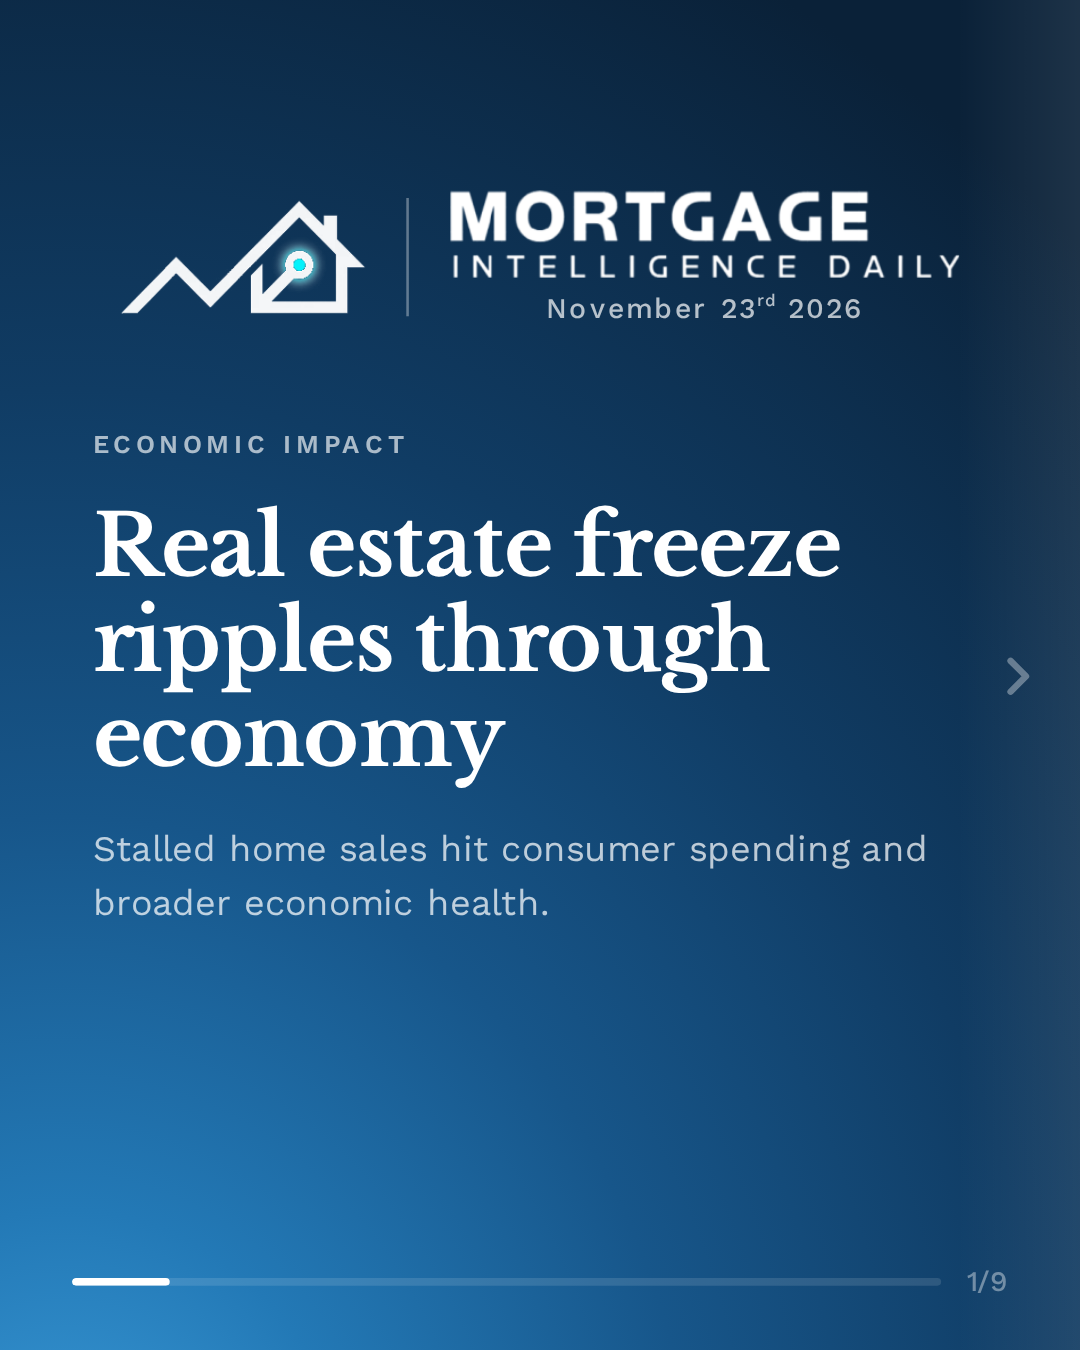 MORTGAGE
INTELLIGENCE DAILY
November 23rd 2026
ECONOMIC IMPACT
Real estate freeze
ripples through
economy
Stalled home sales hit consumer spending and
broader economic health.
1/9